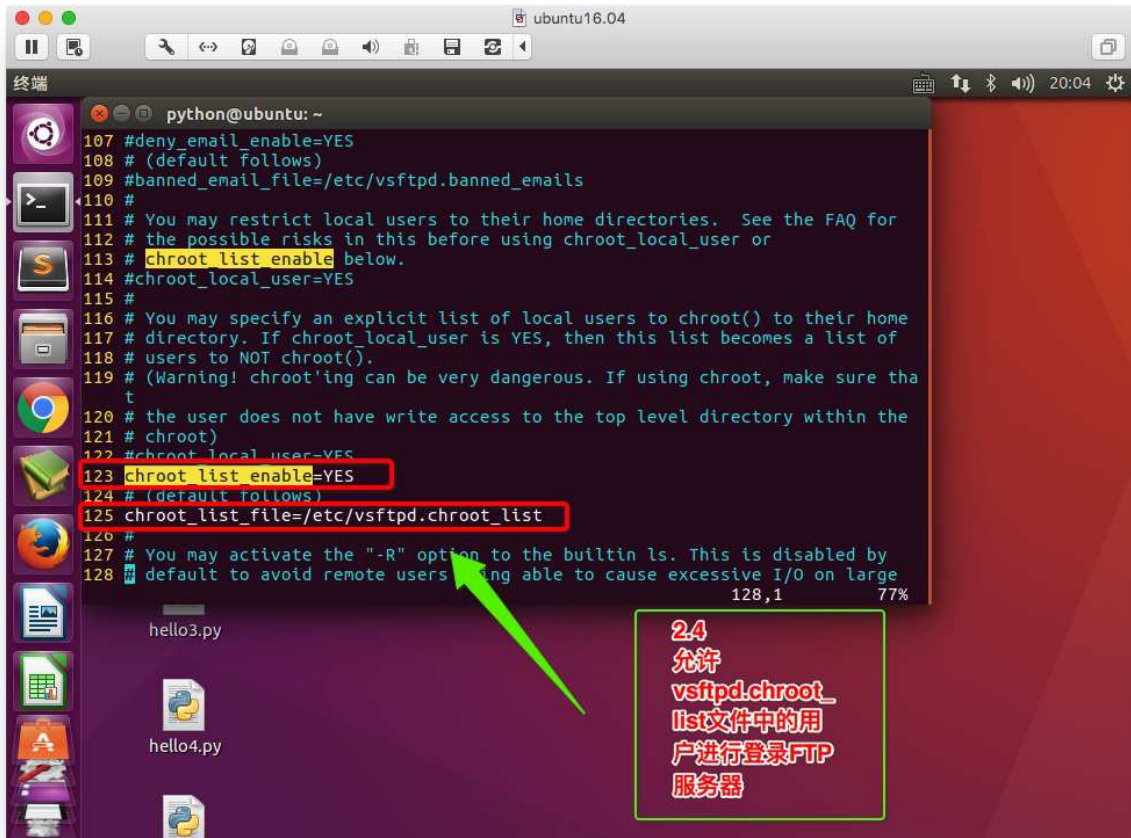 ubuntu16.04
终端
20:04
python@ubuntu: ~
107 #deny_email_enable=YES
108 # (default follows)
109 #banned_email_file=/etc/vsftpd.banned_emails
110 #
111 # You may restrict local users to their home directories.  See the FAQ for
112 # the possible risks in this before using chroot_local_user or
113 # chroot_list_enable below.
114 #chroot_local_user=YES
115 #
116 # You may specify an explicit list of local users to chroot() to their home
117 # directory. If chroot_local_user is YES, then this list becomes a list of
118 # users to NOT chroot().
119 # (Warning! chroot'ing can be very dangerous. If using chroot, make sure tha
t
120 # the user does not have write access to the top level directory within the
121 # chroot)
122 #chroot_local_user=YES
123 chroot_list_enable=YES
124 # (default follows)
125 chroot_list_file=/etc/vsftpd.chroot_list
126 #
127 # You may activate the "-R" option to the builtin ls. This is disabled by
128 # default to avoid remote users ing able to cause excessive I/O on large
128,1 77%
hello3.py
hello4.py
2.4
允许
vsftpd.chroot_
list文件中的用
户进行登录FTP
服务器